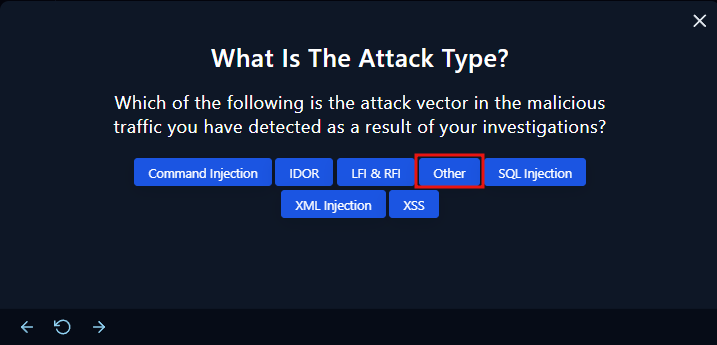 What Is The Attack Type?
Which of the following is the attack vector in the malicious
traffic you have detected as a result of your investigations?
Command Injection IDOR LFI & RFI Other SQL Injection
XML Injection XSS